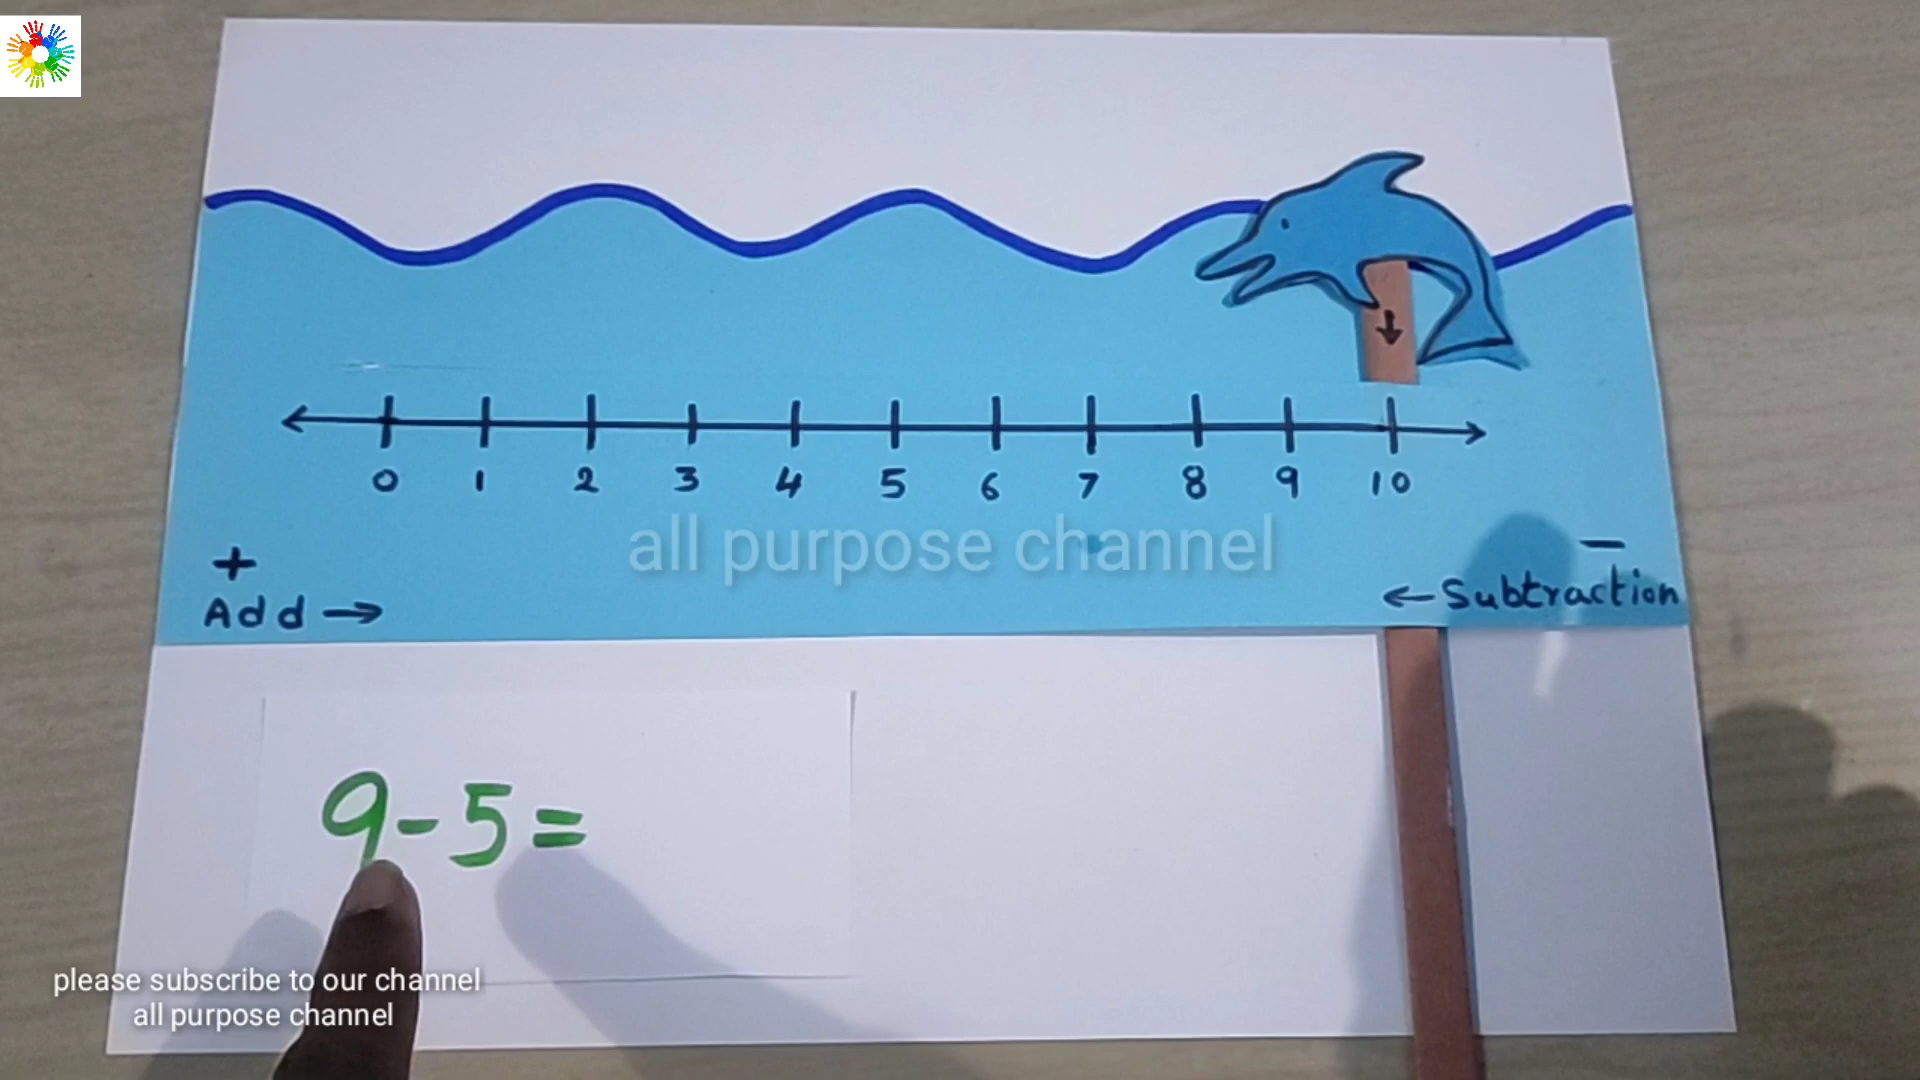 0 1 2 3 4 5 6 7 8 9 10
all purpose channel
+
Add →
−
← Subtraction
9-5=
please subscribe to our channel
all purpose channel